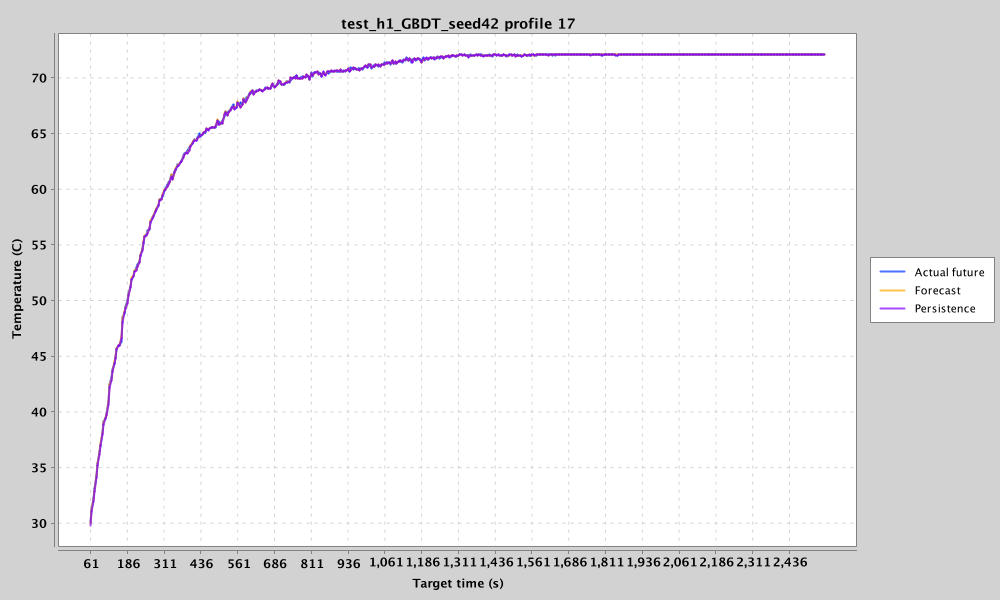 test_h1_GBDT_seed42 profile 17
Temperature (C)
70
65
60
55
50
45
40
35
30
61 186 311 436 561 686 811 936 1,061 1,186 1,311 1,436 1,561 1,686 1,811 1,936 2,061 2,186 2,311 2,436
Target time (s)
Actual future
Forecast
Persistence